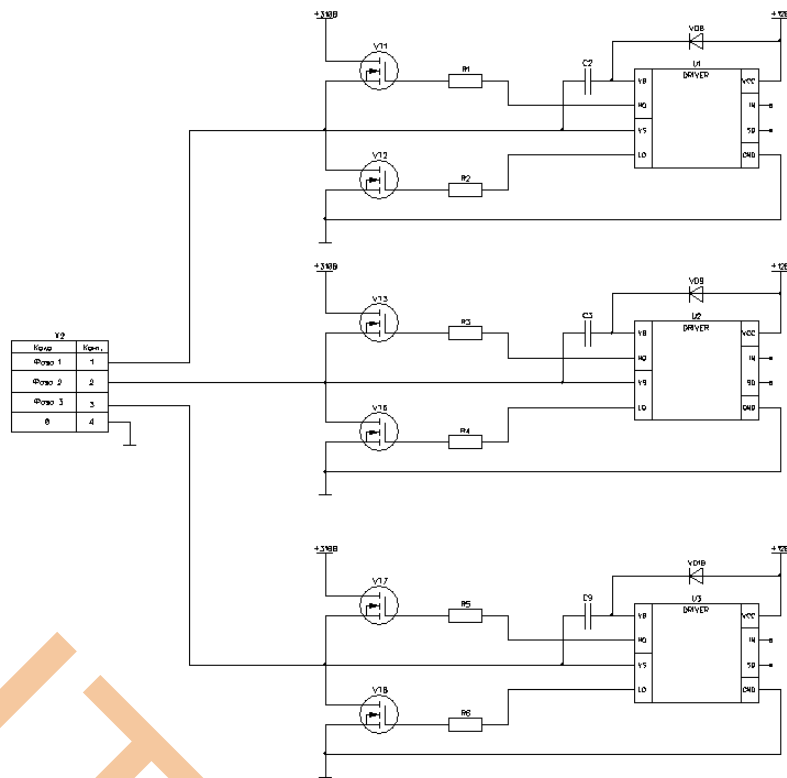 +310В
+12В
VT1
VD8
R1
C2
U1
DRIVER
VB
VCC
HO
IN
VS
SD
VT2
LO
GND
R2
+310В
+12В
VT3
VD9
R3
C3
U2
DRIVER
VB
VCC
HO
IN
VS
SD
LO
GND
R4
X2
Коло
Конт.
Фаза 1
1
Фаза 2
2
Фаза 3
3
0
4
+310В
+12В
VT7
VD10
R5
C9
U3
DRIVER
VB
VCC
HO
IN
VS
SD
VT8
LO
GND
R6